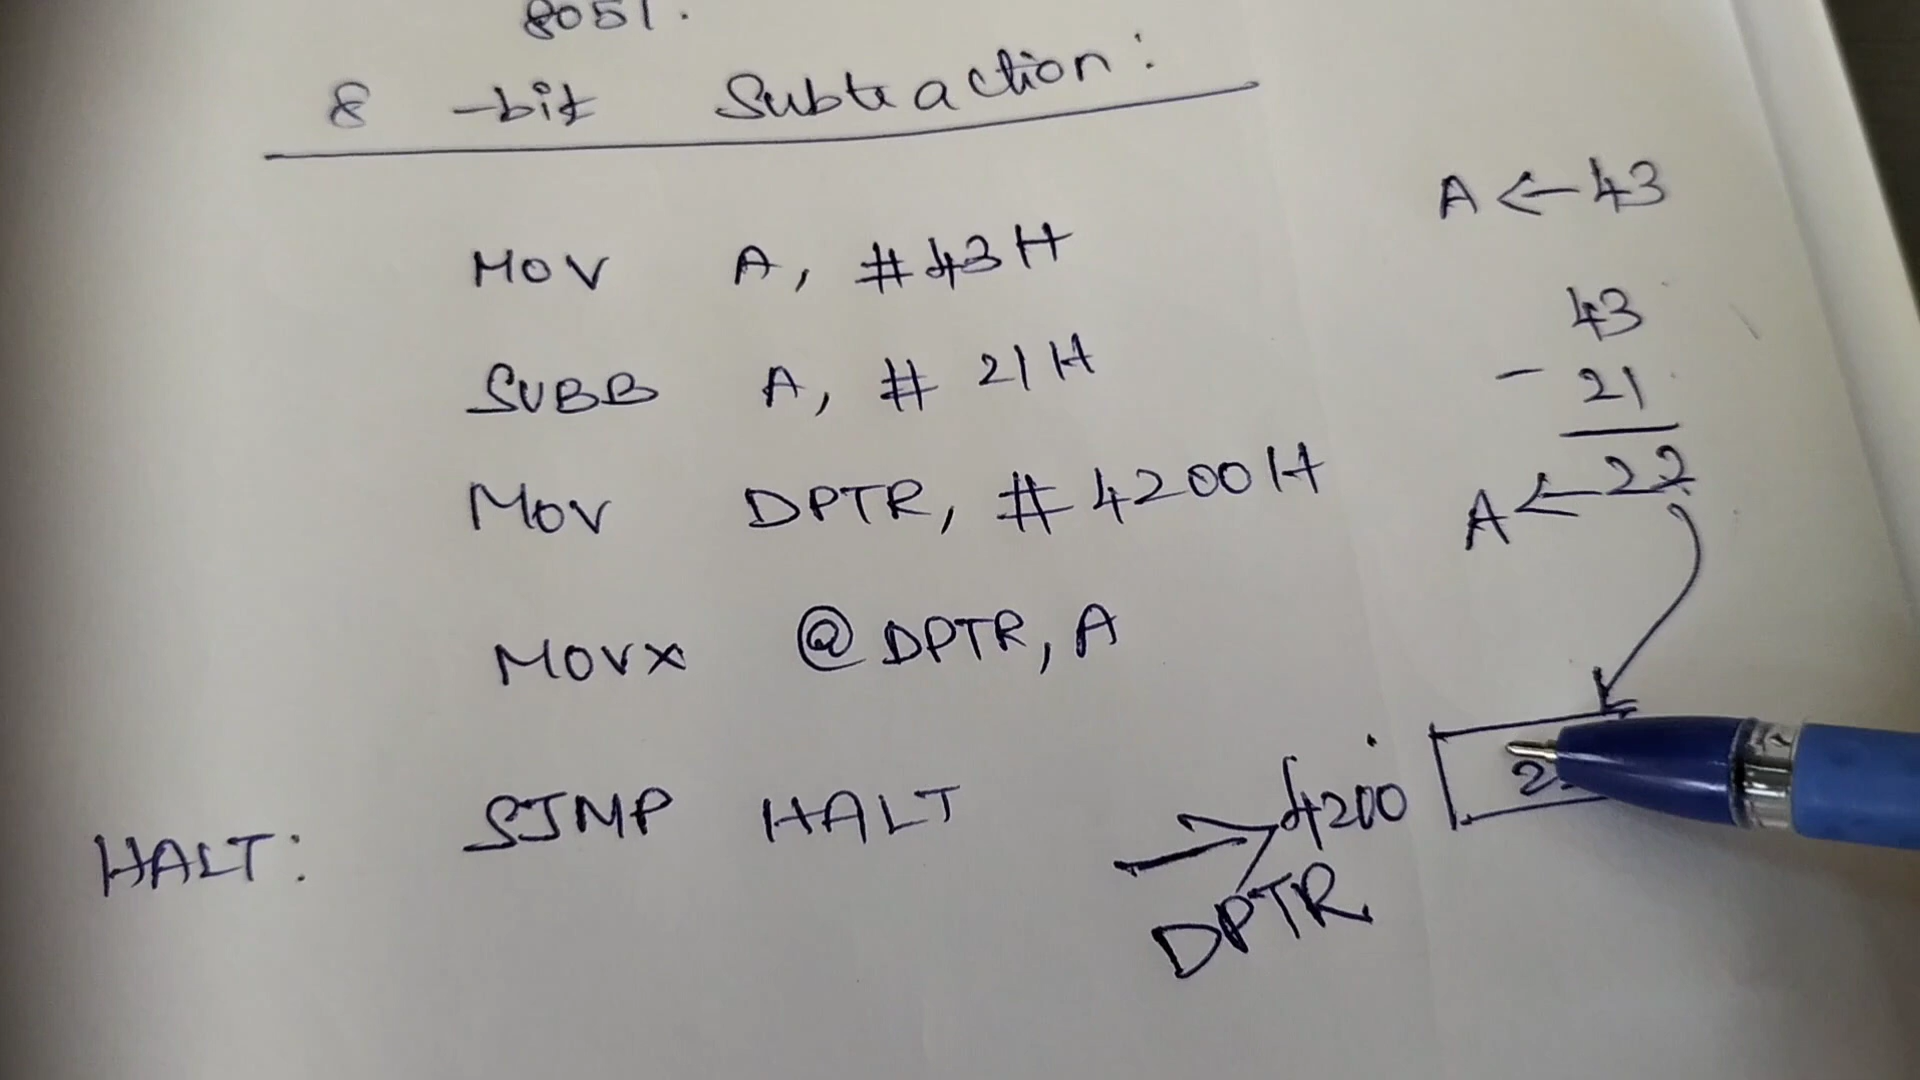 8051.
8 -bit Subtraction:
MOV A, #43H
SUBB A, # 21H
MOV DPTR, #4200H
MOVX @DPTR, A
HALT: SJMP HALT
A ← 43
43
- 21
A ← 22
4200
DPTR